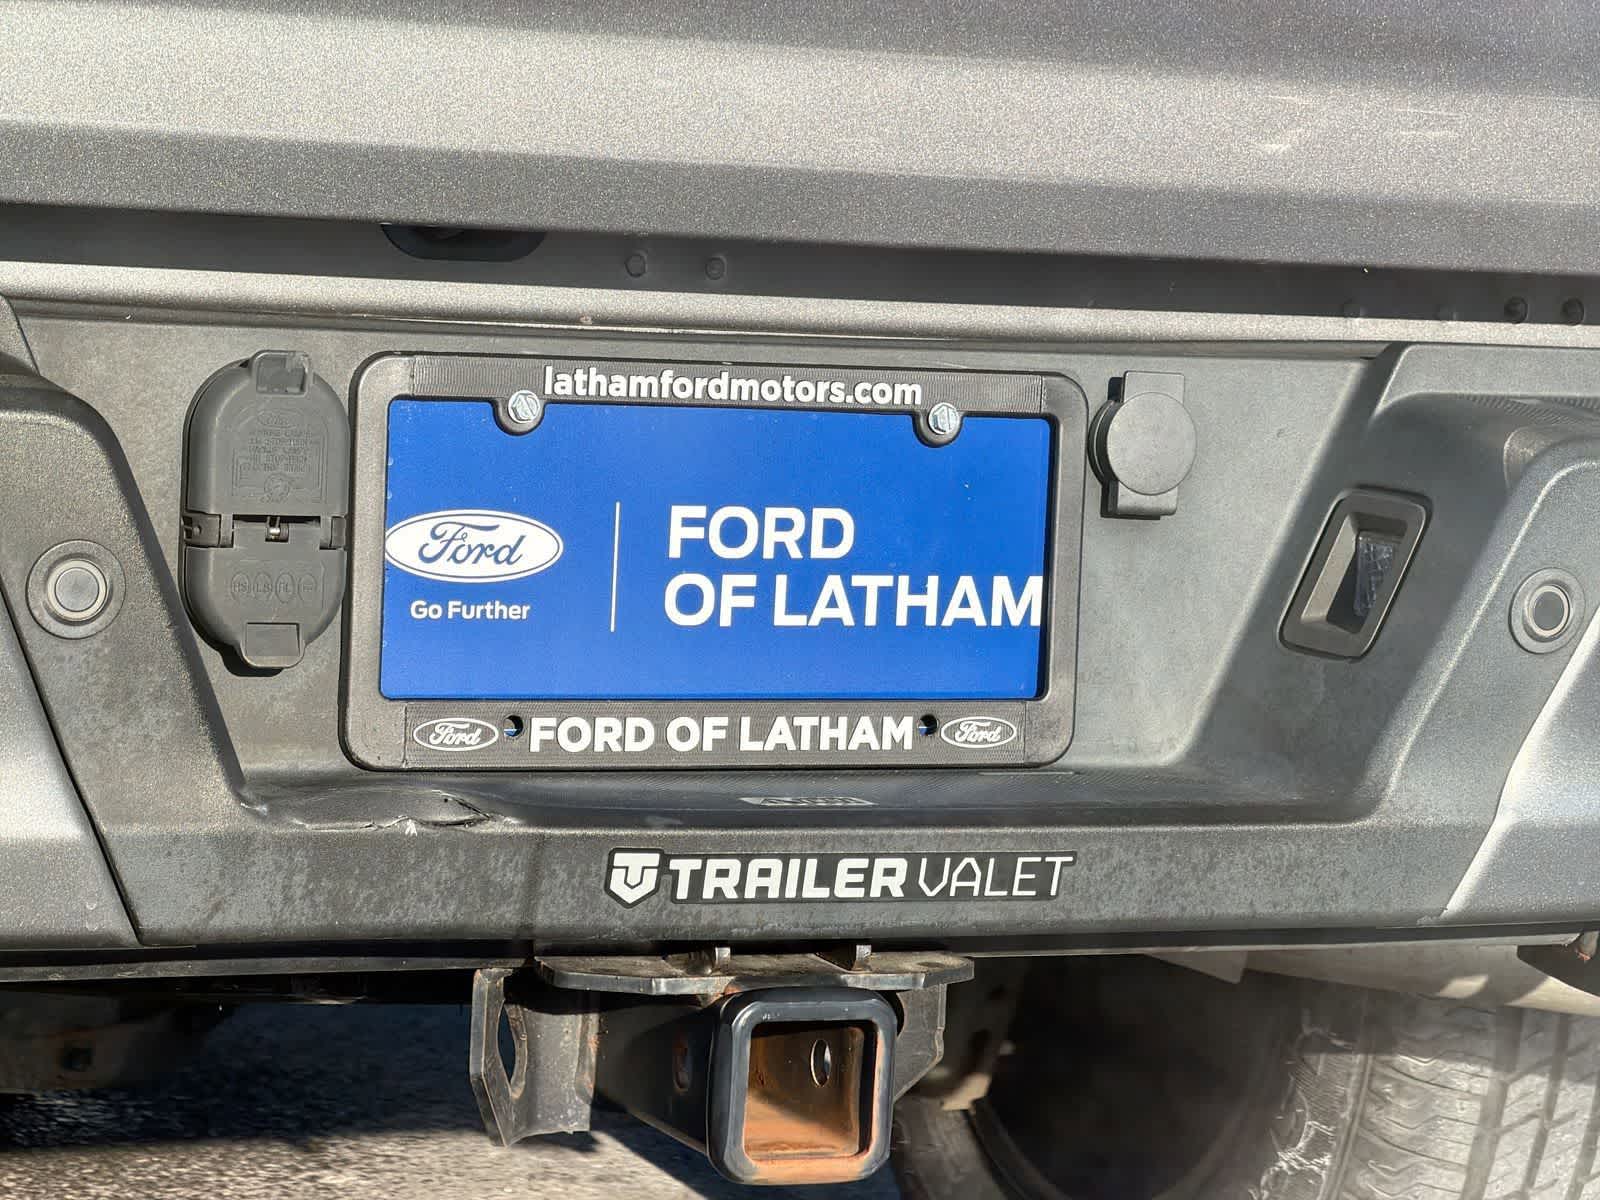 lathamfordmotors.com
Ford
Go Further
FORD
OF LATHAM
Ford FORD OF LATHAM Ford
TRAILER VALET